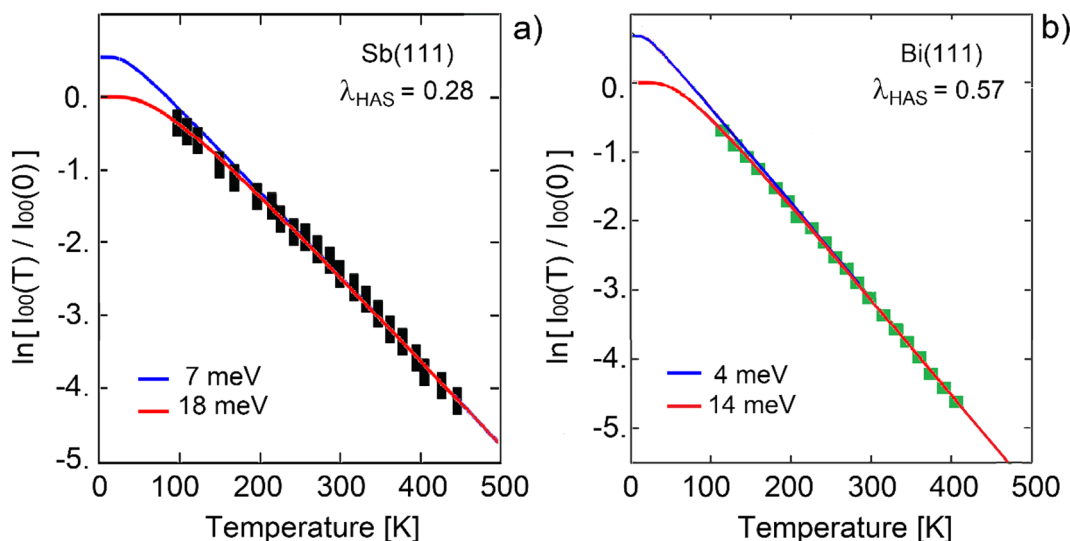 a)
Sb(111)
λHAS = 0.28
ln[ I00(T) / I00(0) ]
0.
-1.
-2.
-3.
-4.
-5.
7 meV
18 meV
0 100 200 300 400 500
Temperature [K]
b)
Bi(111)
λHAS = 0.57
ln[ I00(T) / I00(0) ]
0.
-1.
-2.
-3.
-4.
-5.
4 meV
14 meV
0 100 200 300 400 500
Temperature [K]